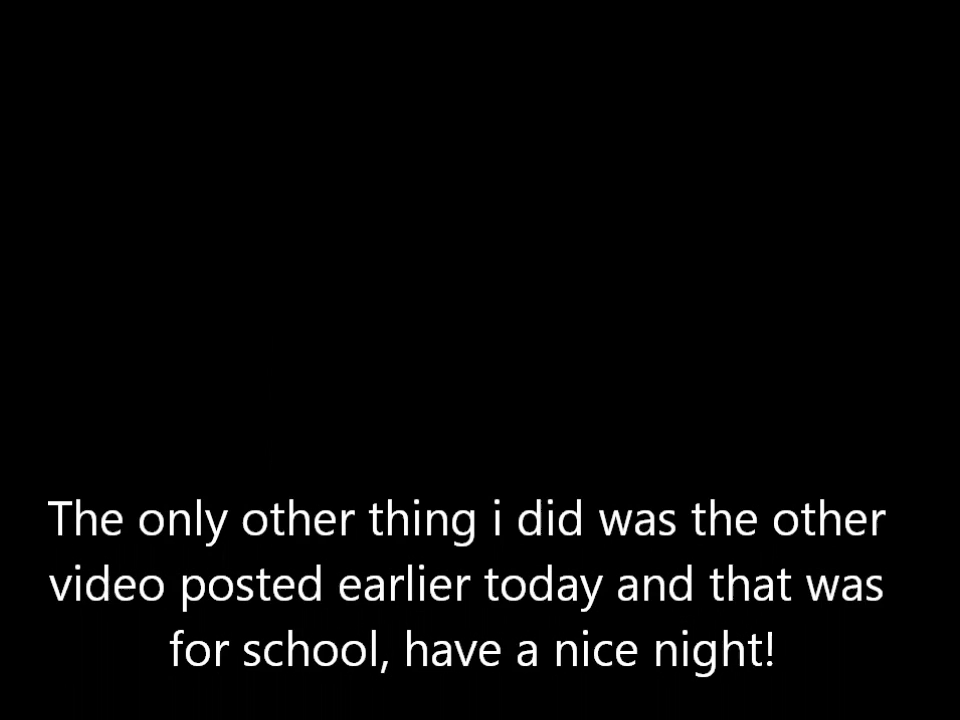 The only other thing i did was the other
video posted earlier today and that was
for school, have a nice night!